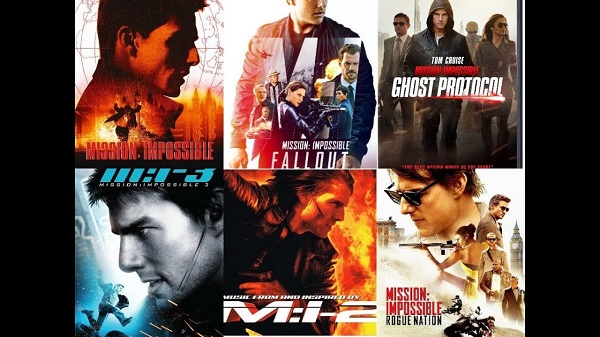 MISSION: IMPOSSIBLE
MISSION: IMPOSSIBLE
FALLOUT
TOM CRUISE
MISSION: IMPOSSIBLE
GHOST PROTOCOL
M:i:3
MISSION: IMPOSSIBLE 3
MUSIC FROM AND INSPIRED BY
M:I-2
MISSION:
IMPOSSIBLE
ROGUE NATION